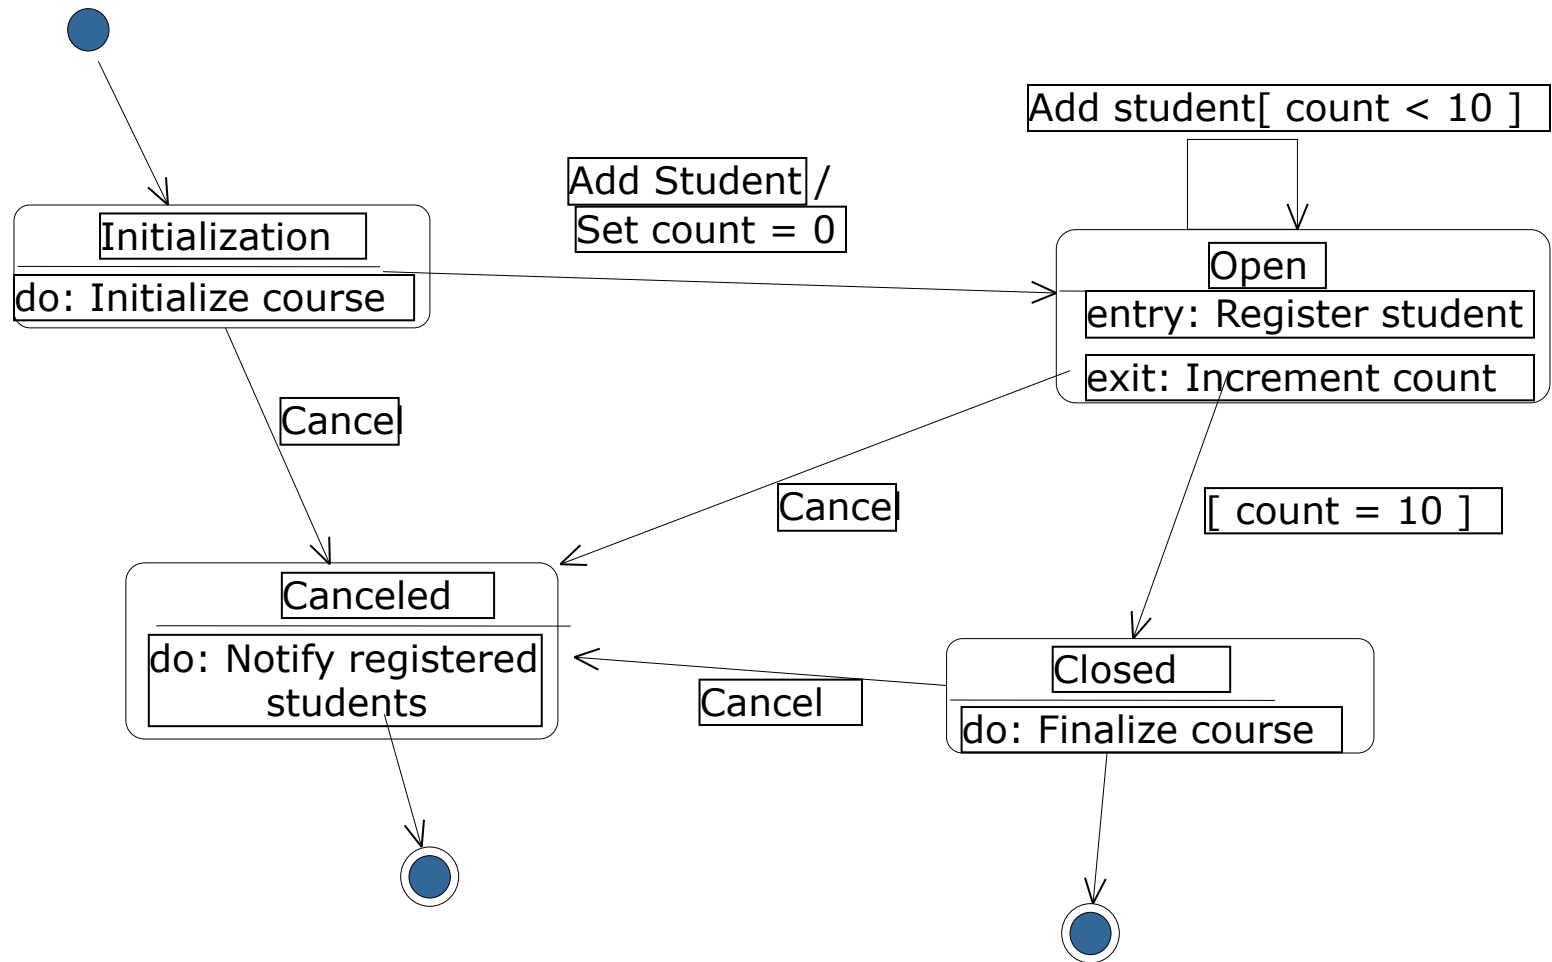 Add student[ count < 10 ]
Add Student /
Set count = 0
Initialization
do: Initialize course
Open
entry: Register student
exit: Increment count
Cancel
Cancel
[ count = 10 ]
Canceled
do: Notify registered
students
Cancel
Closed
do: Finalize course